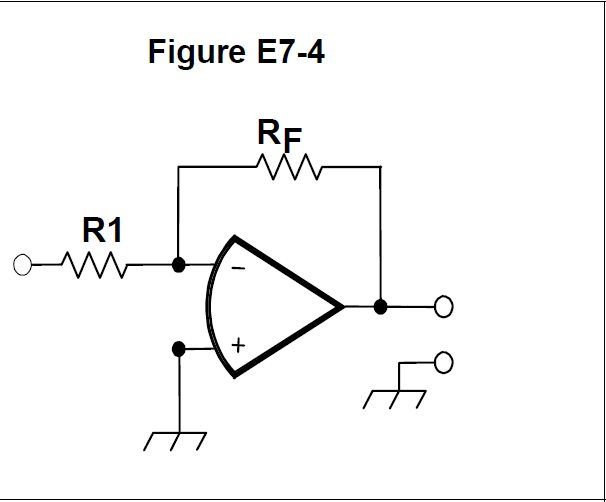 Figure E7-4
RF
R1
−
+